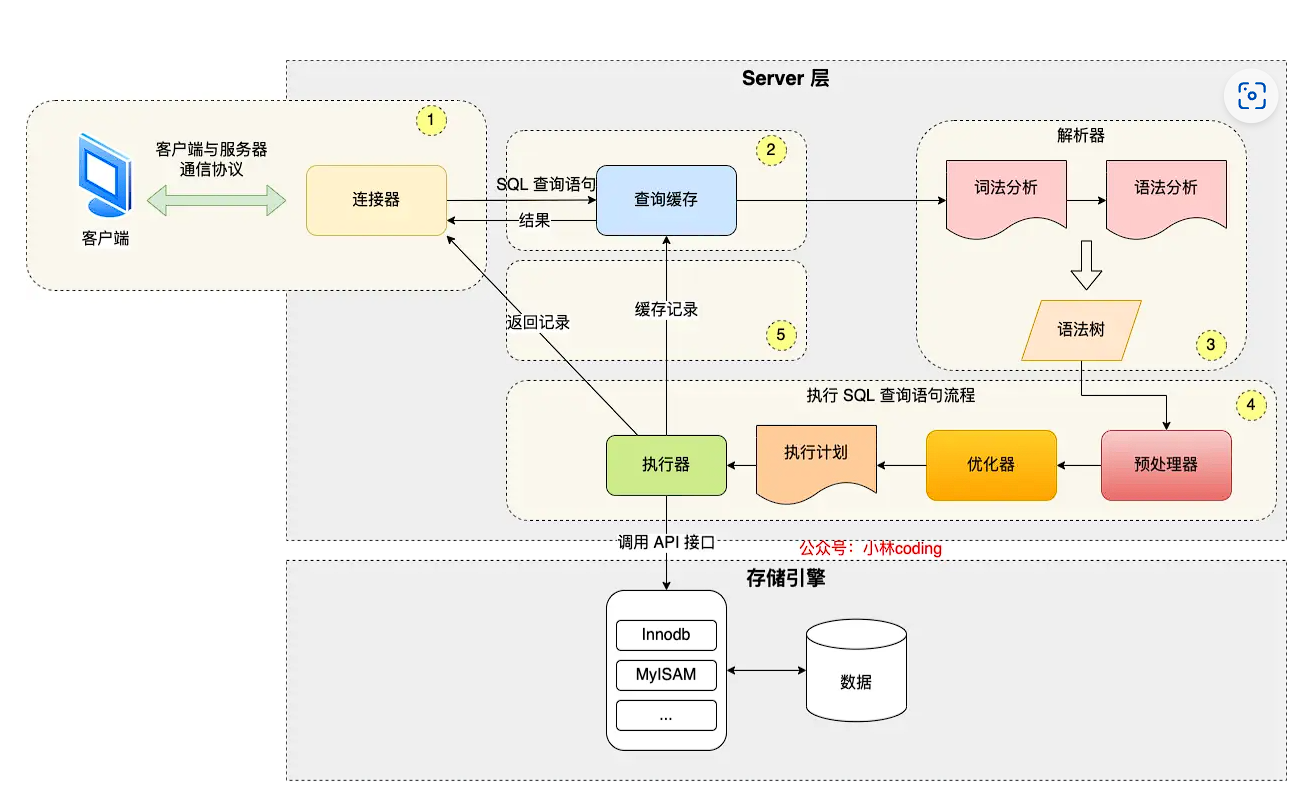 Server 层
1
客户端与服务器
通信协议
客户端
连接器
SQL 查询语句
结果
2
查询缓存
解析器
词法分析
语法分析
语法树
3
返回记录
缓存记录
5
执行 SQL 查询语句流程
4
执行器
执行计划
优化器
预处理器
调用 API 接口
公众号：小林coding
存储引擎
Innodb
MyISAM
...
数据